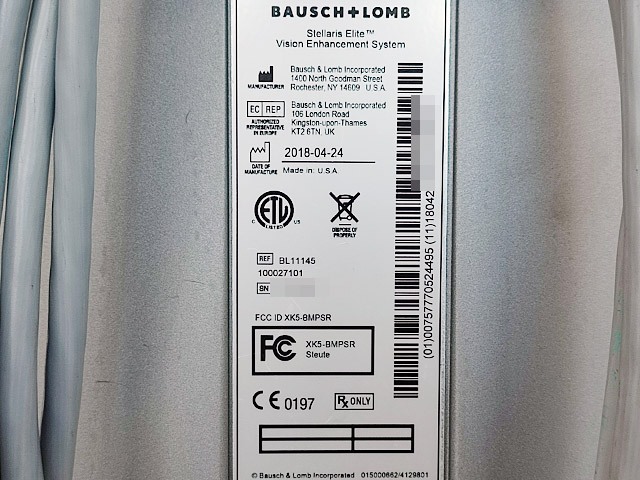 BAUSCH+LOMB
Stellaris Elite™
Vision Enhancement System
MANUFACTURER
Bausch & Lomb Incorporated
1400 North Goodman Street
Rochester, NY 14609 U.S.A.
EC REP
AUTHORIZED
REPRESENTATIVE
IN EUROPE
Bausch & Lomb Incorporated
106 London Road
Kingston-upon-Thames
KT2 6TN, UK
DATE OF
MANUFACTURE
2018-04-24
Made in: U.S.A.
C ETL US
LISTED
DISPOSE OF
PROPERLY
REF BL11145
100027101
SN
FCC ID XK5-BMPSR
FC XK5-BMPSR
Sleute
CE 0197
Rx ONLY
© Bausch & Lomb Incorporated 015000662/4129801
(01)00757770524495 (11)18042